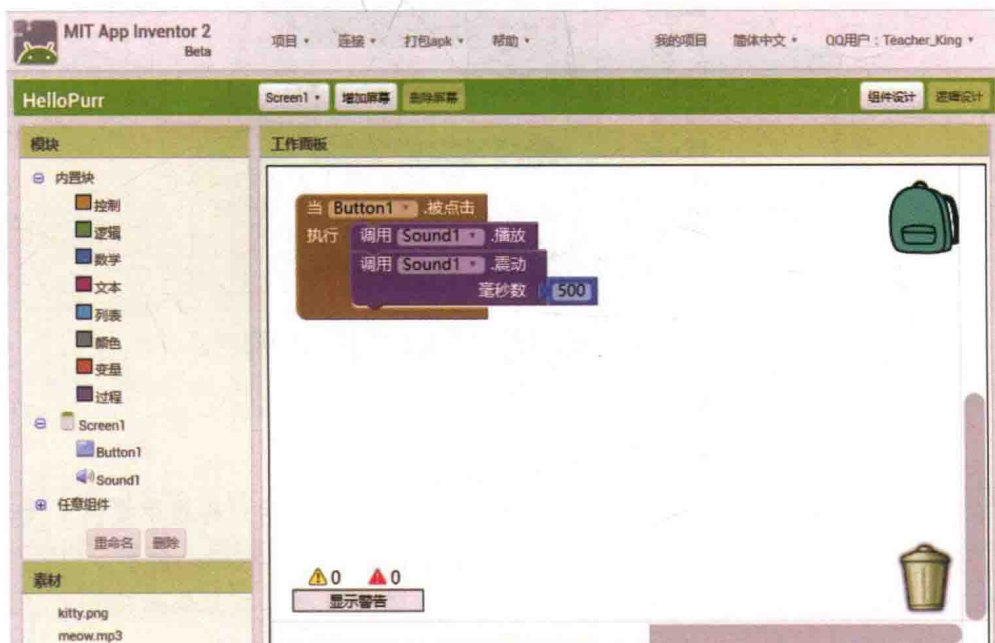 MIT App Inventor 2
Beta
项目 连接 打包apk 帮助 我的项目 简体中文 QQ用户：Teacher_King
HelloPurr Screen1 增加屏幕 删除屏幕 组件设计 逻辑设计
模块 工作面板
内置块
控制
逻辑
数学
文本
列表
颜色
变量
过程
Screen1
Button1
Sound1
任意组件
重命名 删除
素材
kitty.png
meow.mp3
当 Button1 .被点击
执行 调用 Sound1 .播放
调用 Sound1 .震动
毫秒数 500
0 0
显示警告